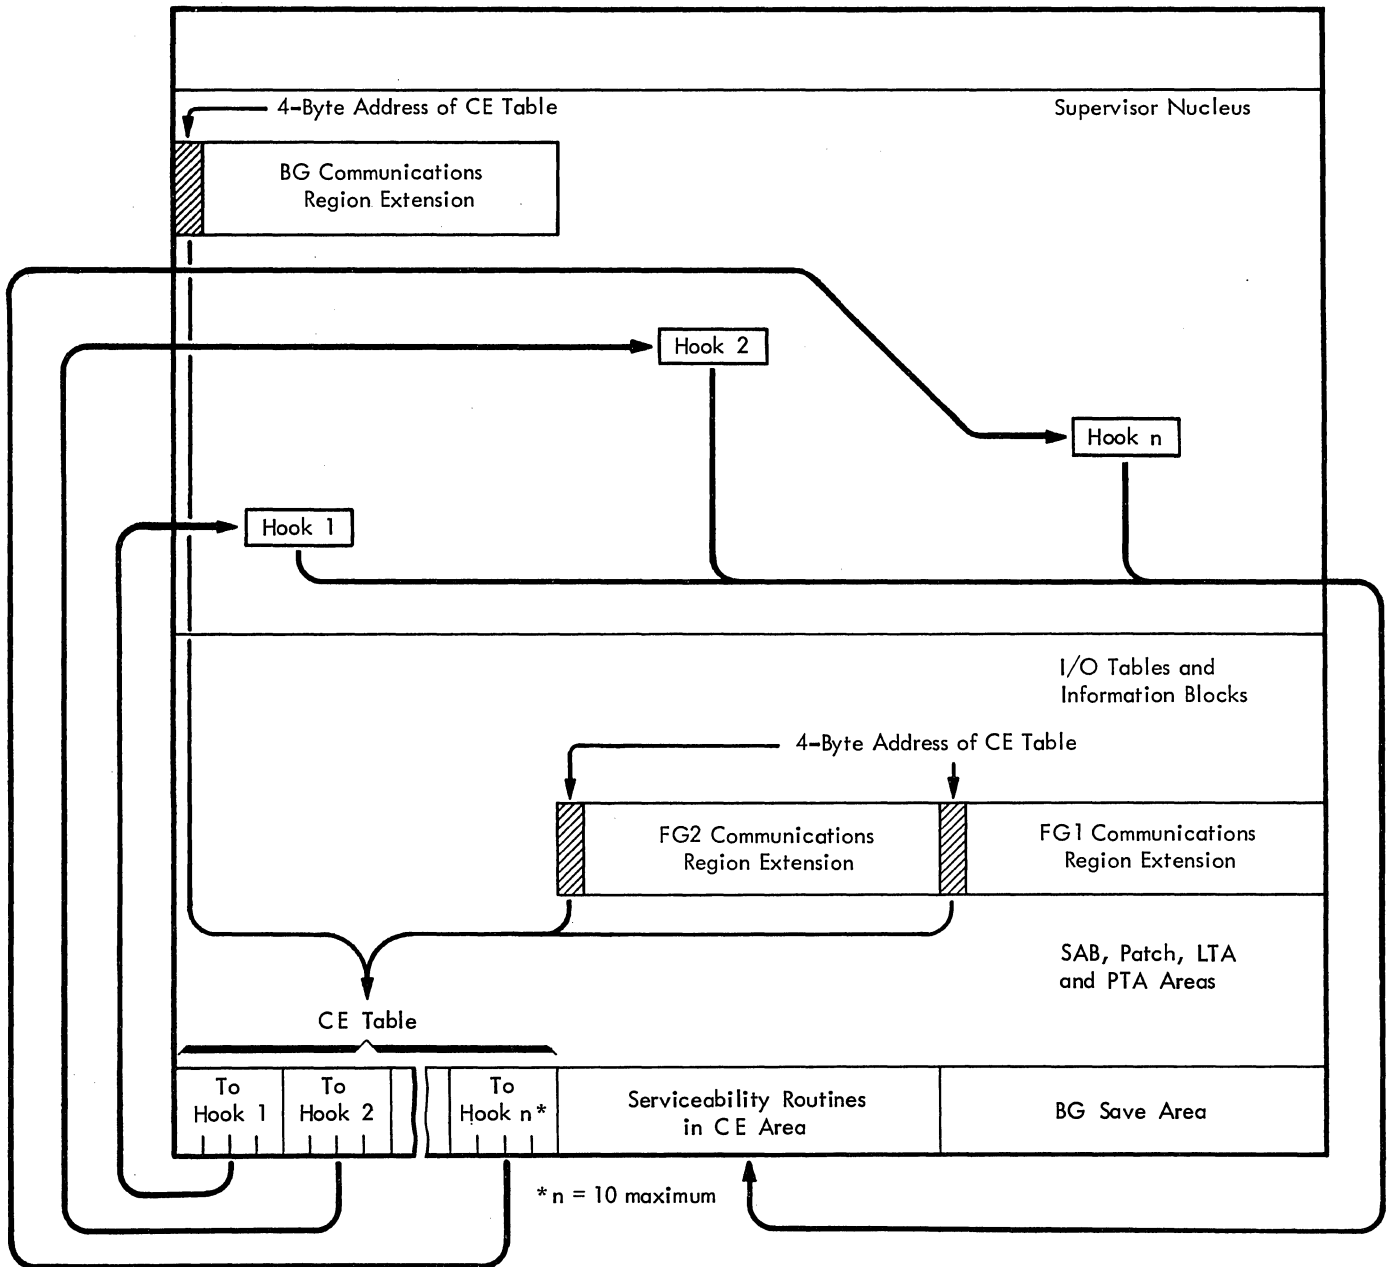 4-Byte Address of CE Table
Supervisor Nucleus
BG Communications
Region Extension
Hook 2
Hook n
Hook 1
I/O Tables and
Information Blocks
4-Byte Address of CE Table
FG2 Communications
Region Extension
FG1 Communications
Region Extension
SAB, Patch, LTA
and PTA Areas
CE Table
To
Hook 1
To
Hook 2
To
Hook n*
Serviceability Routines
in CE Area
BG Save Area
*n = 10 maximum